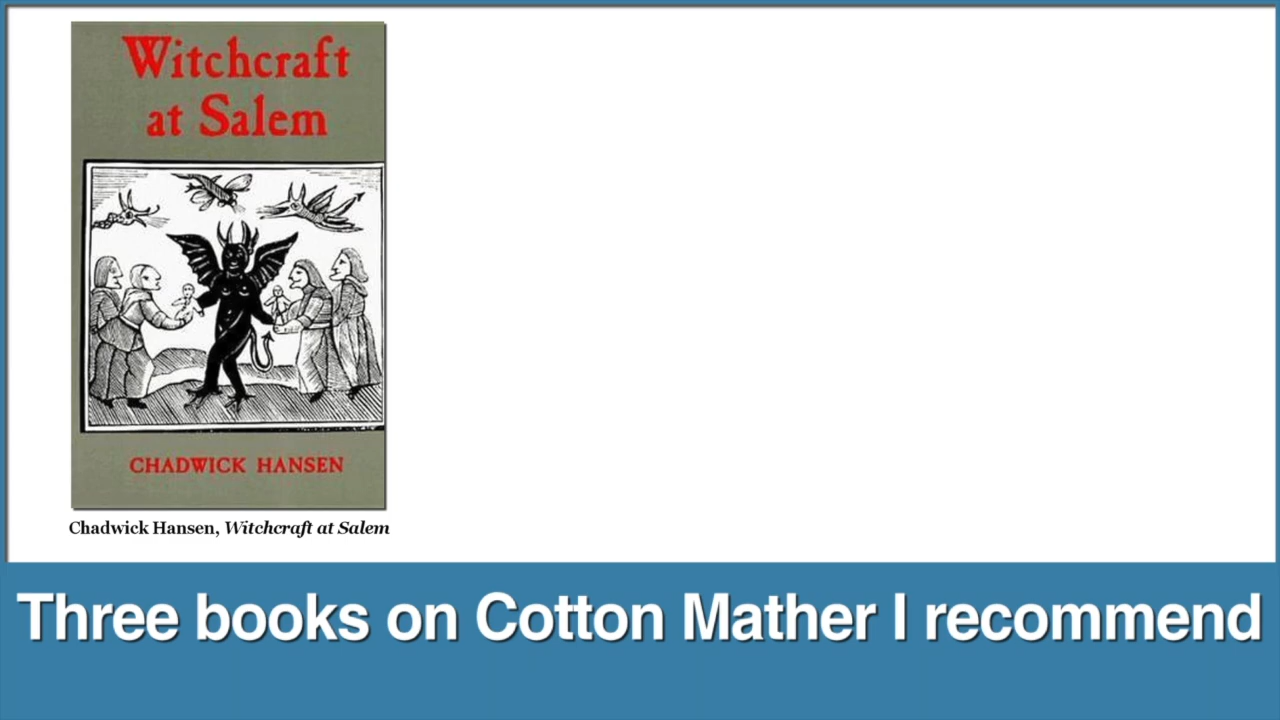 Witchcraft
at Salem
CHADWICK HANSEN
Chadwick Hansen, Witchcraft at Salem
Three books on Cotton Mather I recommend